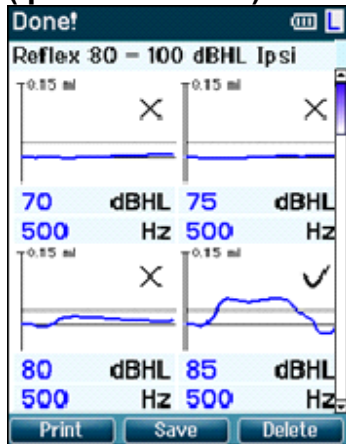 Done! L
Reflex 80 - 100 dBHL Ipsi
0.15 ml 0.15 ml
70 dBHL 75 dBHL
500 Hz 500 Hz
0.15 ml 0.15 ml
80 dBHL 85 dBHL
500 Hz 500 Hz
Print Save Delete